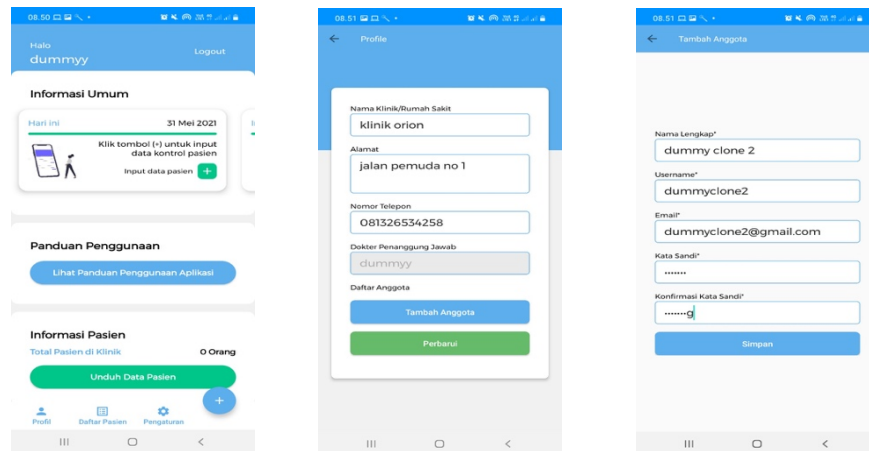 08.50
Halo
dummyy
Logout
Informasi Umum
Hari ini
31 Mei 2021
Klik tombol (+) untuk input
data kontrol pasien
Input data pasien +
Panduan Penggunaan
Lihat Panduan Penggunaan Aplikasi
Informasi Pasien
Total Pasien di Klinik
0 Orang
Unduh Data Pasien
+
Profil
Daftar Pasien
Pengaturan
08.51
Profile
Nama Klinik/Rumah Sakit
klinik orion
Alamat
jalan pemuda no 1
Nomor Telepon
081326534258
Dokter Penanggung Jawab
dummyy
Daftar Anggota
Tambah Anggota
Perbarui
08.51
Tambah Anggota
Nama Lengkap*
dummy clone 2
Username*
dummyclone2
Email*
dummyclone2@gmail.com
Kata Sandi*
•••••••
Konfirmasi Kata Sandi*
•••••••g
Simpan